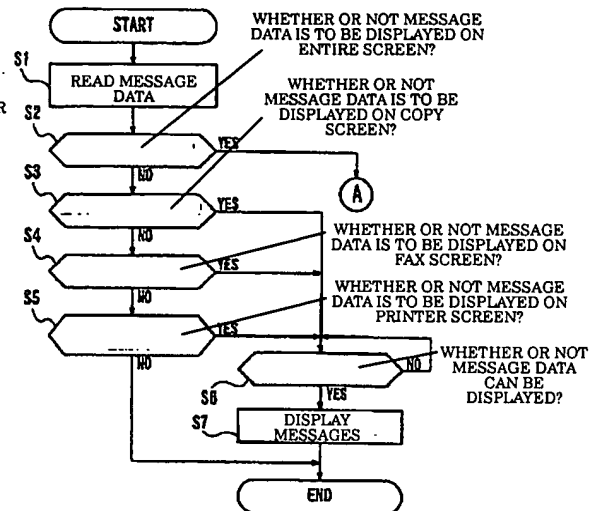 START
WHETHER OR NOT MESSAGE
DATA IS TO BE DISPLAYED ON
ENTIRE SCREEN?
S1
READ MESSAGE
DATA
WHETHER OR NOT
MESSAGE DATA IS TO BE
DISPLAYED ON COPY
SCREEN?
R
S2
YES
NO
A
S3
YES
NO
WHETHER OR NOT MESSAGE
DATA IS TO BE DISPLAYED ON
FAX SCREEN?
S4
YES
NO
WHETHER OR NOT MESSAGE
DATA IS TO BE DISPLAYED ON
PRINTER SCREEN?
S5
YES
NO
WHETHER OR NOT
MESSAGE DATA
CAN BE
DISPLAYED?
NO
S6
YES
S7
DISPLAY
MESSAGES
END